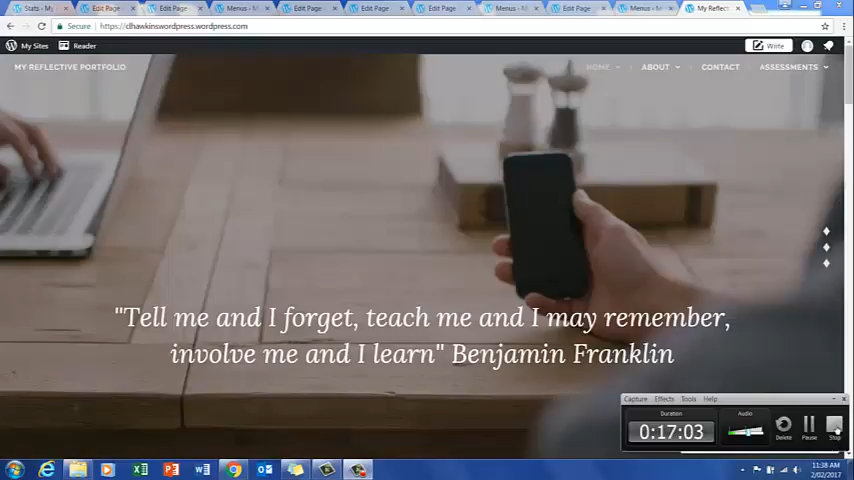 Stats ‹ My
Edit Page
Edit Page
Menus ‹ M
Edit Page
Edit Page
Edit Page
Menus ‹ M
Edit Page
Menus ‹ M
My Reflec
Secure
https://dlhawkinswordpress.wordpress.com
My Sites
Reader
Write
MY REFLECTIVE PORTFOLIO
HOME
ABOUT
CONTACT
ASSESSMENTS
"Tell me and I forget, teach me and I may remember,
involve me and I learn" Benjamin Franklin
Capture Effects Tools Help
Duration
Audio
0:17:03
Delete
Pause
Stop
11:38 AM
2/02/2017